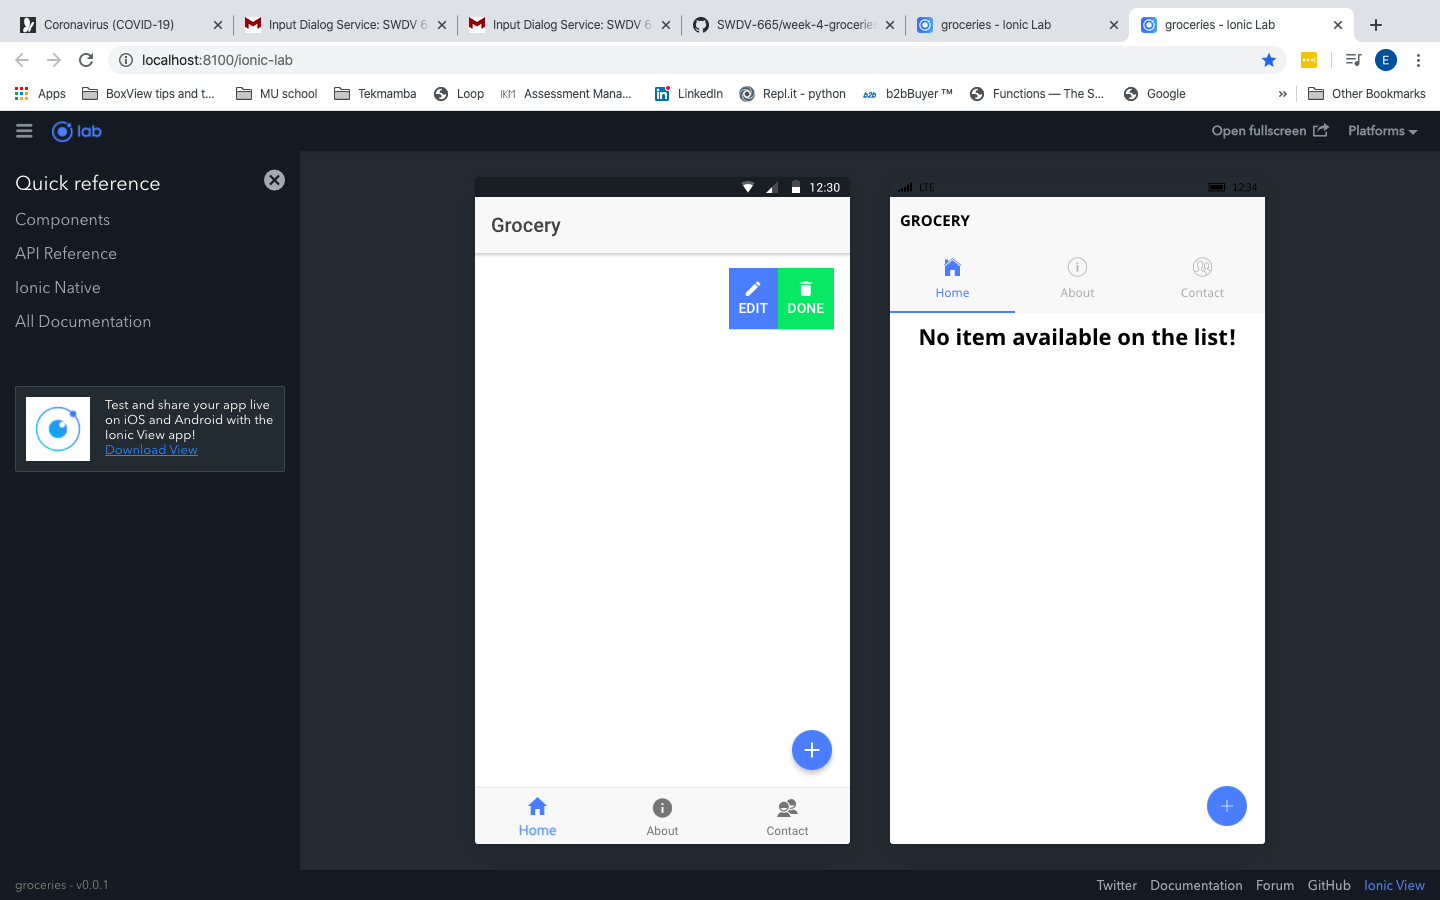 Coronavirus (COVID-19)
Input Dialog Service: SWDV 6
Input Dialog Service: SWDV 6
SWDV-665/week-4-groceries
groceries - Ionic Lab
groceries - Ionic Lab
localhost:8100/ionic-lab
E
Apps
BoxView tips and t...
MU school
Tekmamba
Loop
IKM Assessment Mana...
LinkedIn
Repl.it - python
b2b b2bBuyer ™
Functions — The S...
Google
»
Other Bookmarks
lab
Open fullscreen
Platforms
Quick reference
Components
API Reference
Ionic Native
All Documentation
Test and share your app live
on iOS and Android with the
Ionic View app!
Download View
12:30
Grocery
EDIT
DONE
Home
About
Contact
LTE
12:34
GROCERY
Home
About
Contact
No item available on the list!
groceries - v0.0.1
Twitter
Documentation
Forum
GitHub
Ionic View